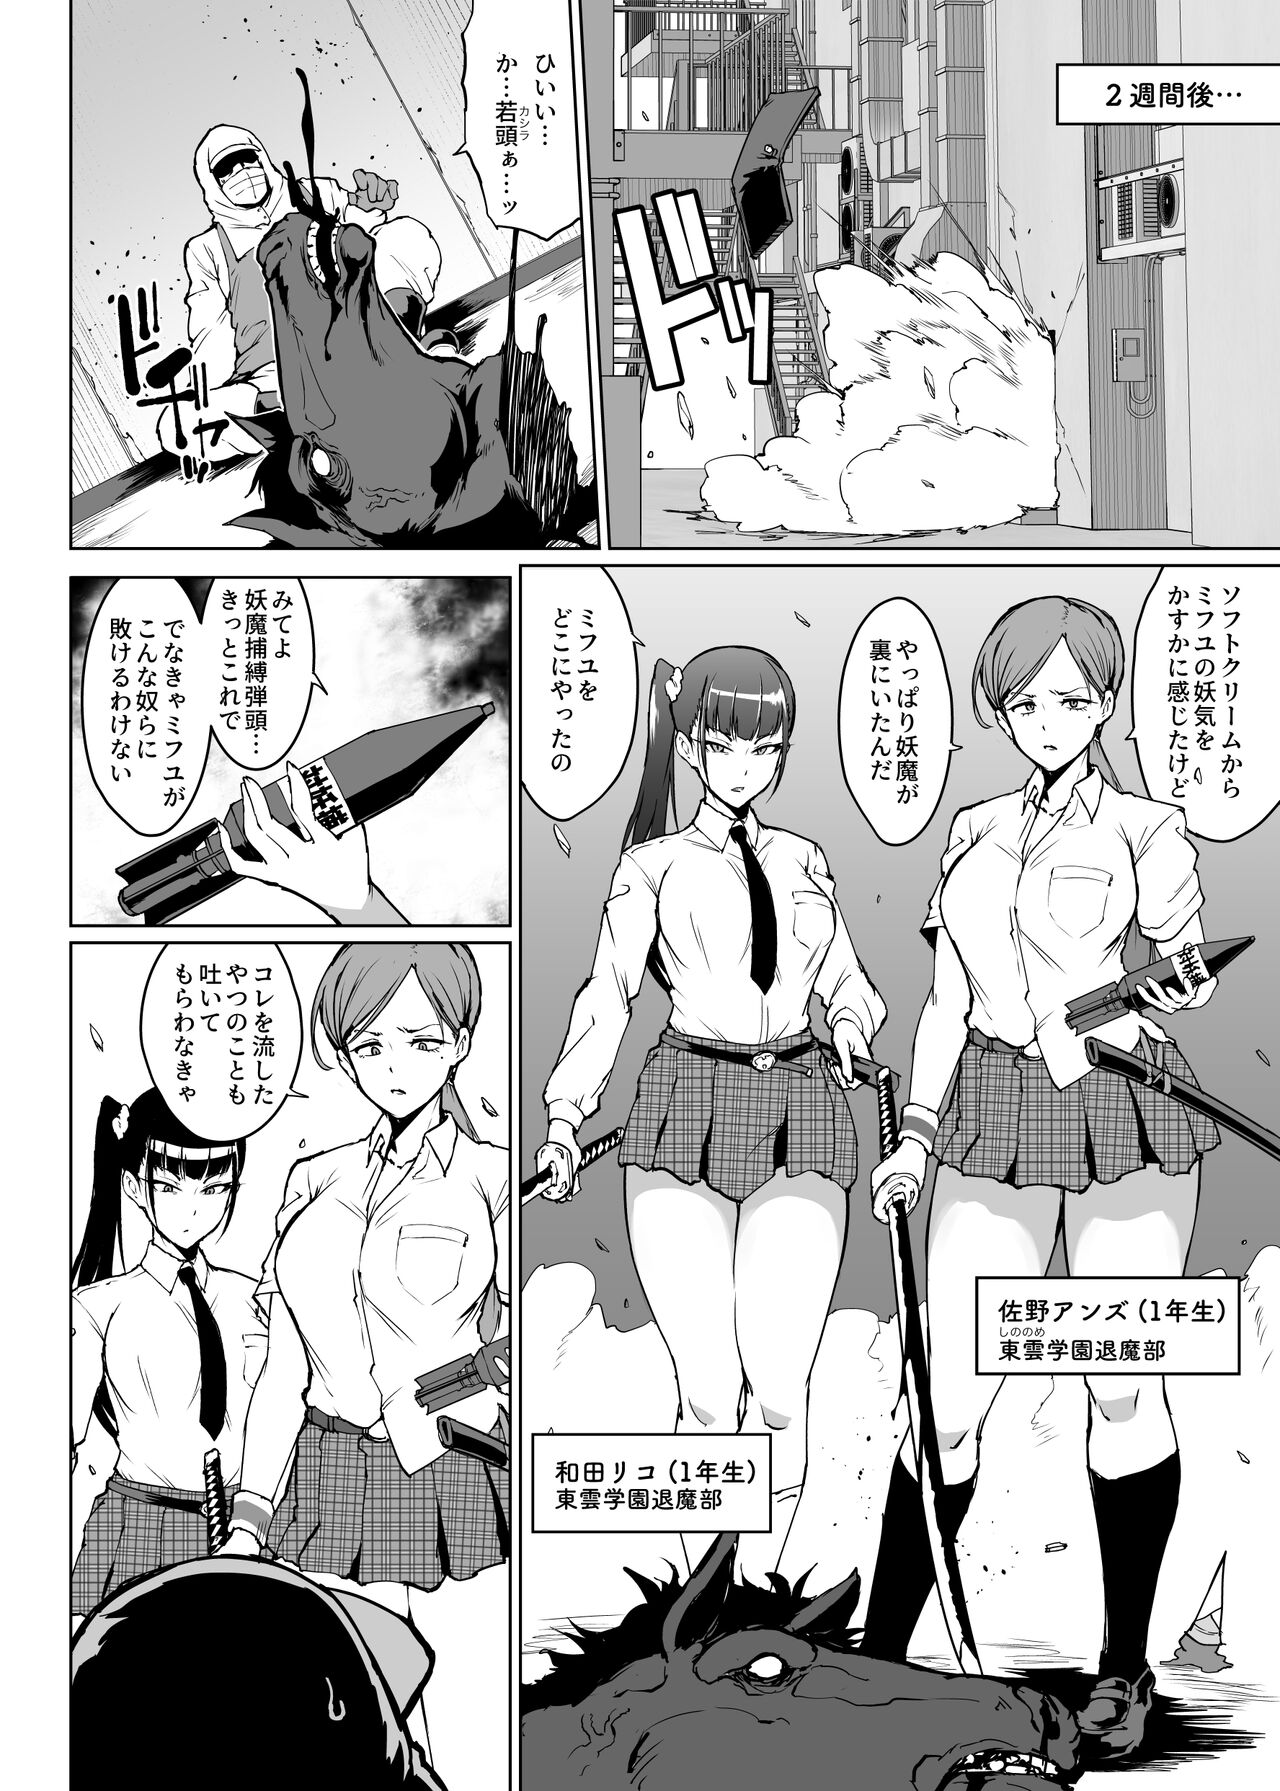 2週間後…
ドドッ
ひいい…
か…若頭ぁ…ッ
カシラ
ドチャ
ソフトクリームから
ミフユの妖気を
かすかに感じたけど
やっぱり妖魔が
裏にいたんだ
ミフユを
どこにやったの
佐野アンズ(1年生)
しののめ
東雲学園退魔部
和田リコ(1年生)
東雲学園退魔部
みてよ
妖魔捕縛弾頭…
きっとこれで
でなきゃミフユが
こんな奴らに
敗けるわけない
コレを流した
やつのことも
吐いて
もらわなきゃ